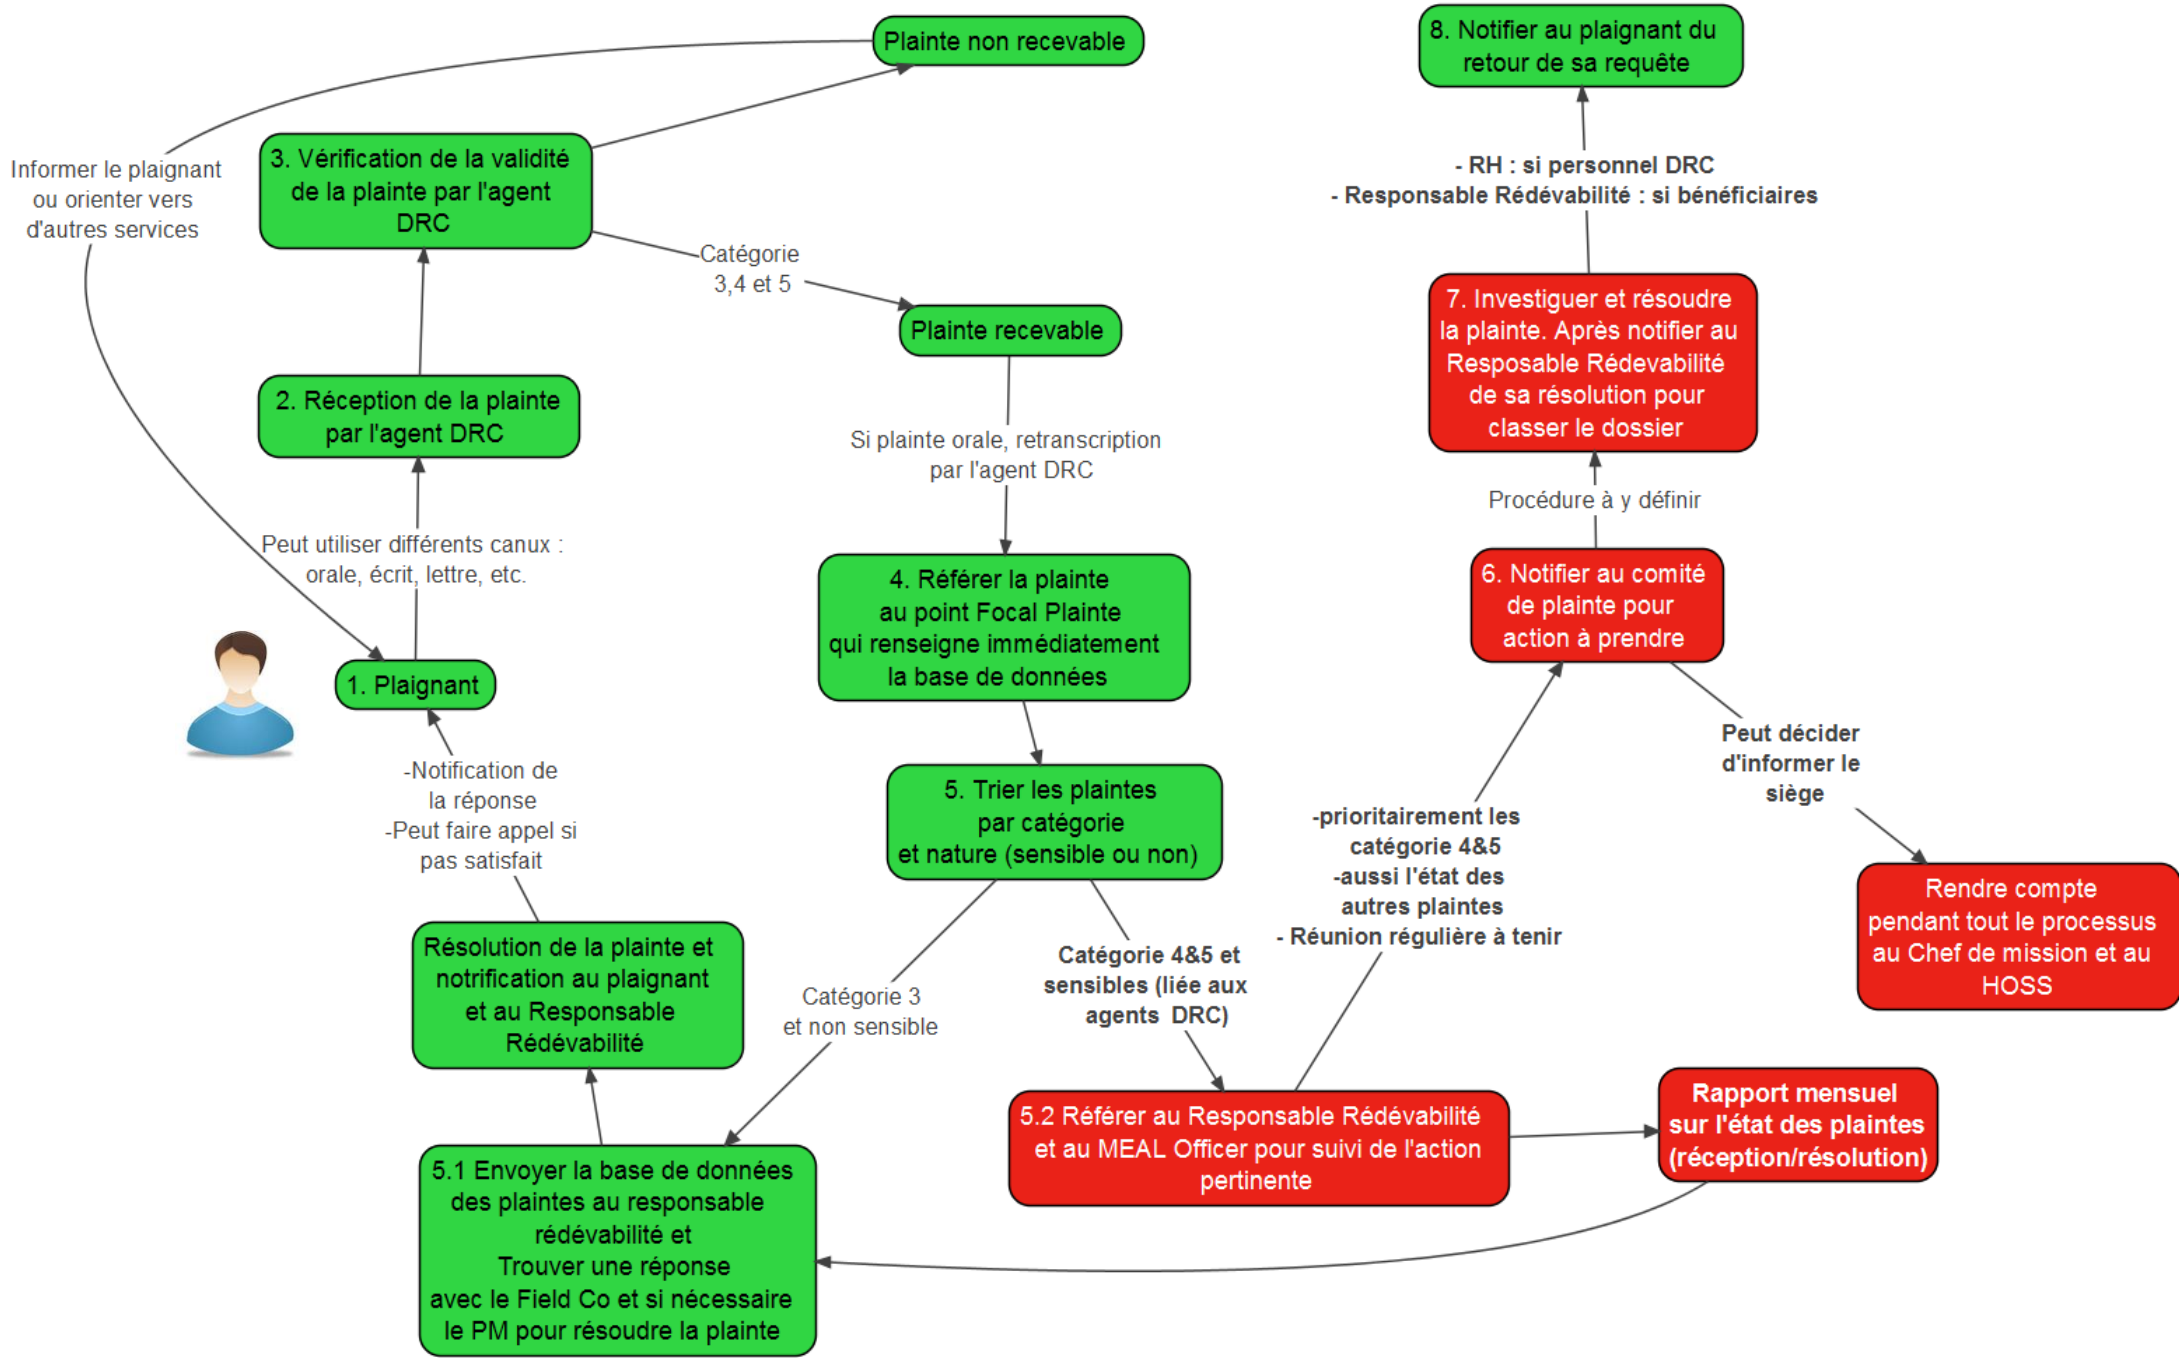 Plainte non recevable
8. Notifier au plaignant du
retour de sa requête
Informer le plaignant
ou orienter vers
d'autres services
3. Vérification de la validité
de la plainte par l'agent
DRC
- RH : si personnel DRC
- Responsable Rédévabilité : si bénéficiaires
Catégorie
3,4 et 5
Plainte recevable
7. Investiguer et résoudre
la plainte. Après notifier au
Resposable Rédevabilité
de sa résolution pour
classer le dossier
2. Réception de la plainte
par l'agent DRC
Si plainte orale, retranscription
par l'agent DRC
Procédure à y définir
Peut utiliser différents canux :
orale, écrit, lettre, etc.
4. Référer la plainte
au point Focal Plainte
qui renseigne immédiatement
la base de données
6. Notifier au comité
de plainte pour
action à prendre
1. Plaignant
Peut décider
d'informer le
siège
-Notification de
la réponse
-Peut faire appel si
pas satisfait
5. Trier les plaintes
par catégorie
et nature (sensible ou non)
-prioritairement les
catégorie 4&5
-aussi l'état des
autres plaintes
- Réunion régulière à tenir
Rendre compte
pendant tout le processus
au Chef de mission et au
HOSS
Résolution de la plainte et
notrification au plaignant
et au Responsable
Rédévabilité
Catégorie 3
et non sensible
Catégorie 4&5 et
sensibles (liée aux
agents DRC)
5.2 Référer au Responsable Rédévabilité
et au MEAL Officer pour suivi de l'action
pertinente
Rapport mensuel
sur l'état des plaintes
(réception/résolution)
5.1 Envoyer la base de données
des plaintes au responsable
rédévabilité et
Trouver une réponse
avec le Field Co et si nécessaire
le PM pour résoudre la plainte